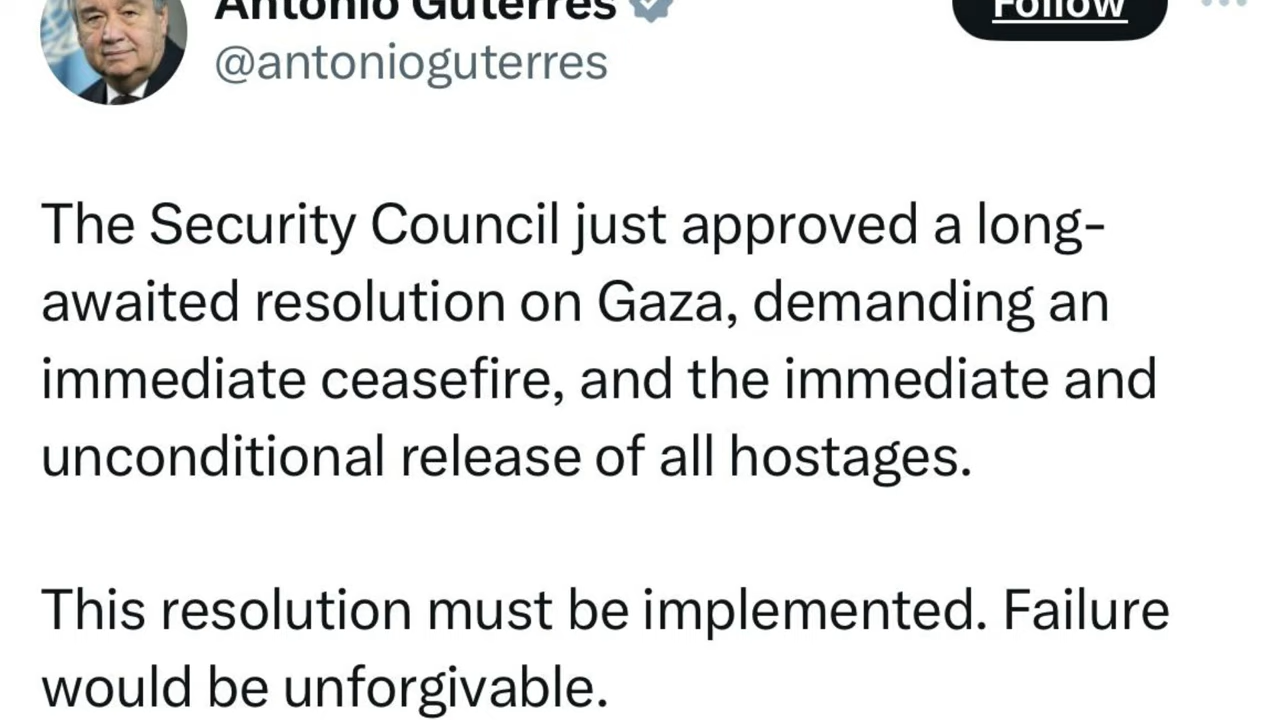 Antonio Guterres
Follow
@antonioguterres
The Security Council just approved a long-
awaited resolution on Gaza, demanding an
immediate ceasefire, and the immediate and
unconditional release of all hostages.
This resolution must be implemented. Failure
would be unforgivable.